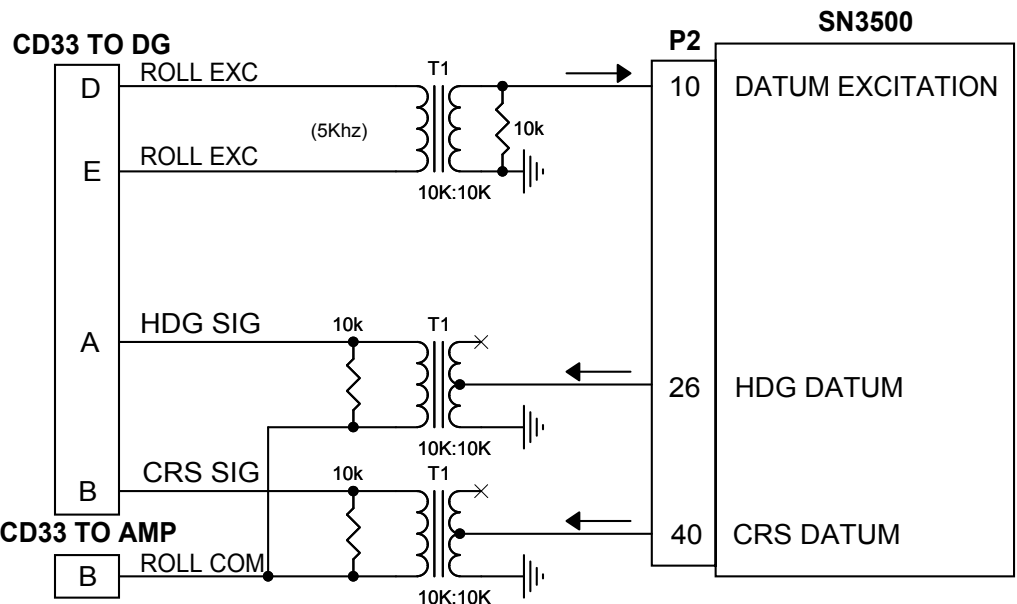 SN3500
P2
CD33 TO DG
D
ROLL EXC
T1
10
DATUM EXCITATION
(5Khz)
10k
E
ROLL EXC
10K:10K
A
HDG SIG
10k
T1
26
HDG DATUM
10K:10K
B
CRS SIG
10k
T1
40
CRS DATUM
CD33 TO AMP
B
ROLL COM
10K:10K